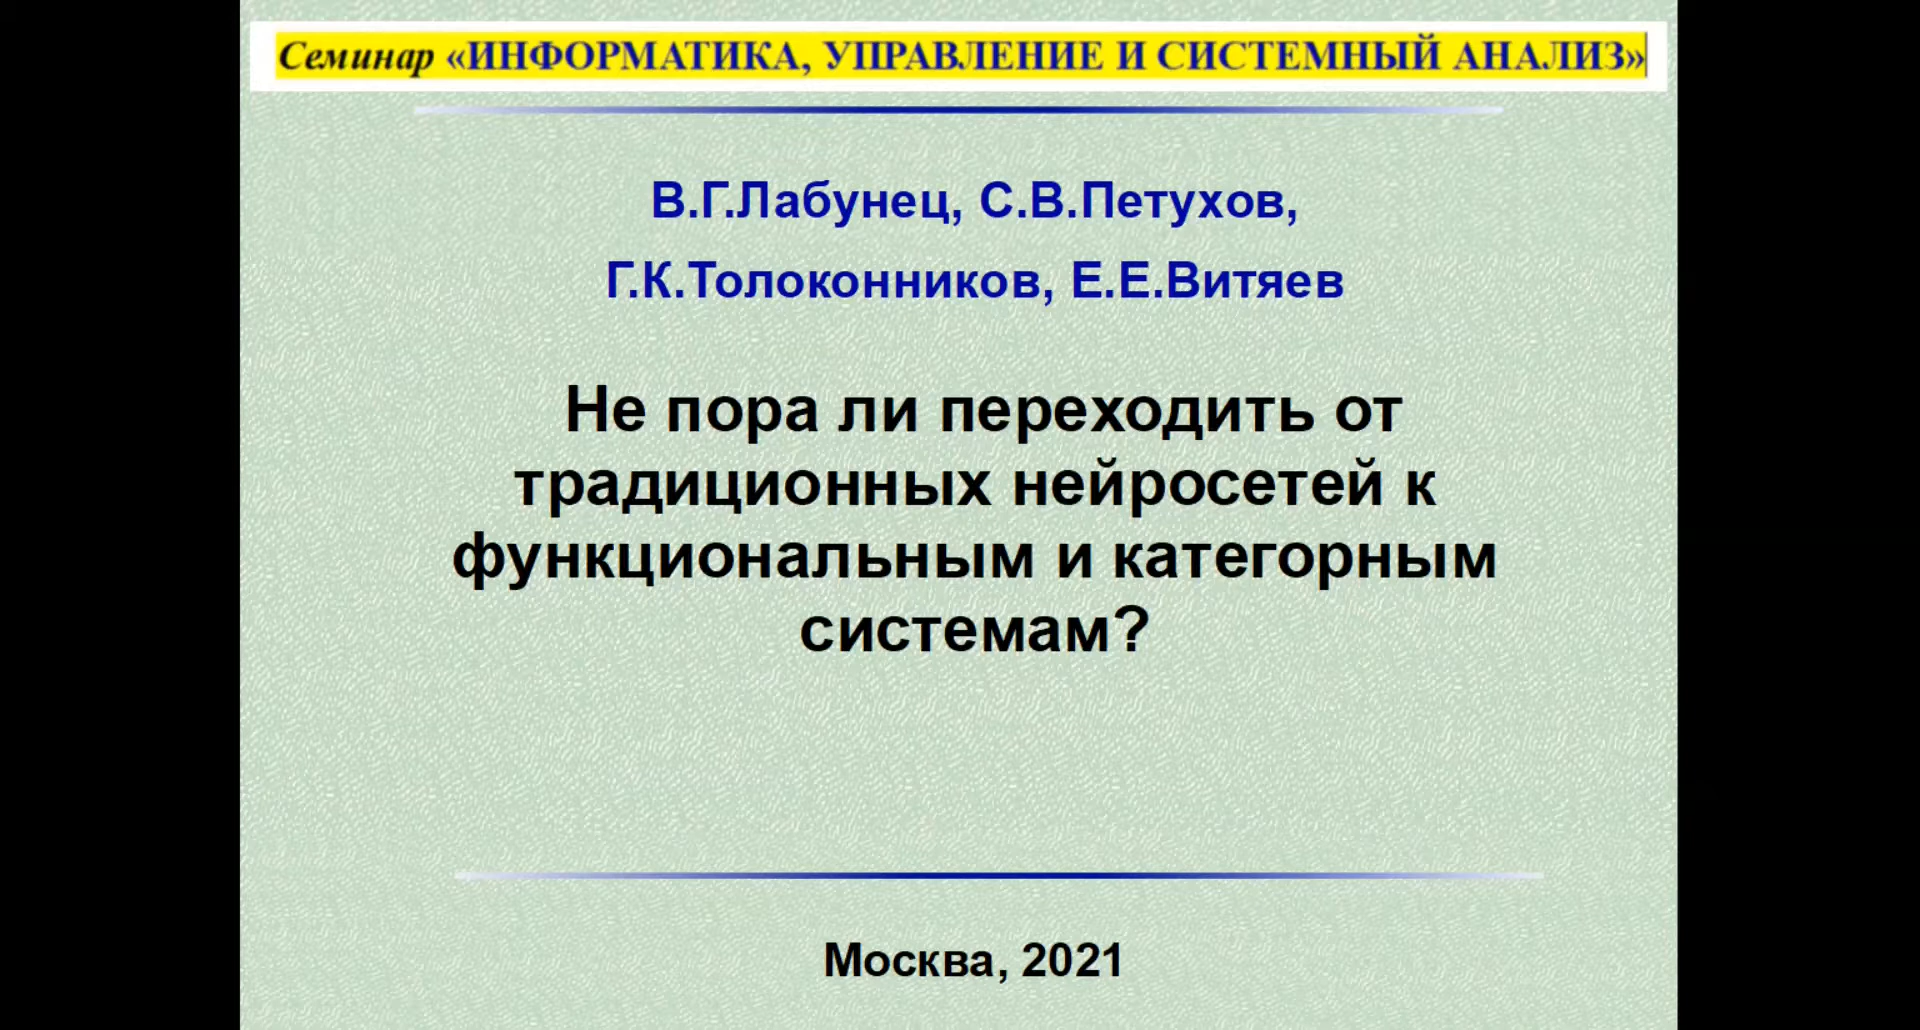 Семинар «ИНФОРМАТИКА, УПРАВЛЕНИЕ И СИСТЕМНЫЙ АНАЛИЗ»
В.Г.Лабунец, С.В.Петухов,
Г.К.Толоконников, Е.Е.Витяев
Не пора ли переходить от
традиционных нейросетей к
функциональным и категорным
системам?
Москва, 2021